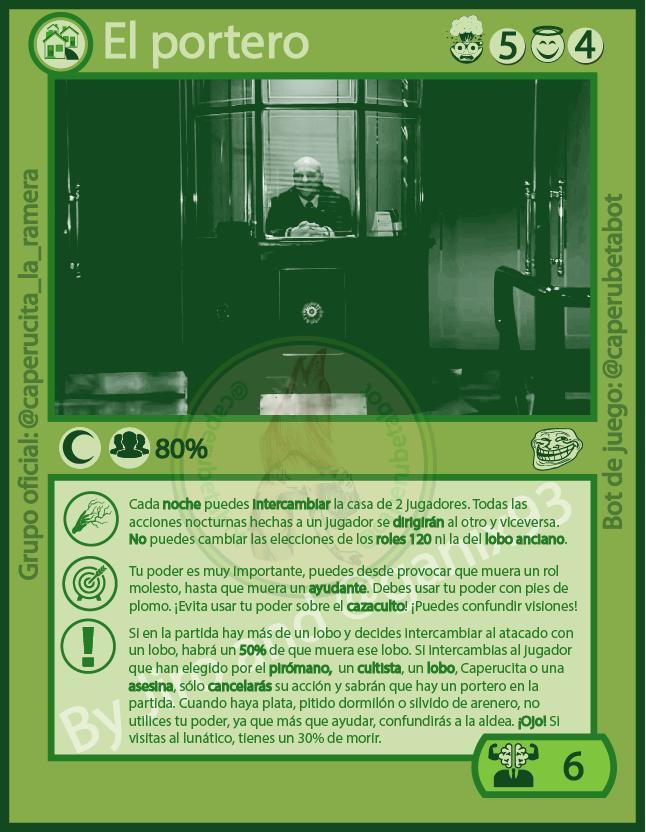 El portero
5
4
Grupo oficial: @caperucita_la_ramera
Bot de juego: @caperubetabot
80%
Cada noche puedes intercambiar la casa de 2 jugadores. Todas las
acciones nocturnas hechas a un jugador se dirigirán al otro y viceversa.
No puedes cambiar las elecciones de los roles 120 ni la del lobo anciano.
Tu poder es muy importante, puedes desde provocar que muera un rol
molesto, hasta que muera un ayudante. Debes usar tu poder con pies de
plomo. ¡Evita usar tu poder sobre el cazaculto! ¡Puedes confundir visiones!
Si en la partida hay más de un lobo y decides intercambiar al atacado con
un lobo, habrá un 50% de que muera ese lobo. Si intercambias al jugador
que han elegido por el pirómano, un cultista, un lobo, Caperucita o una
asesina, sólo cancelarás su acción y sabrán que hay un portero en la
partida. Cuando haya plata, pitido dormilón o silvido de arenero, no
utilices tu poder, ya que más que ayudar, confundirás a la aldea. ¡Ojo! Si
visitas al lunático, tienes un 30% de morir.
6